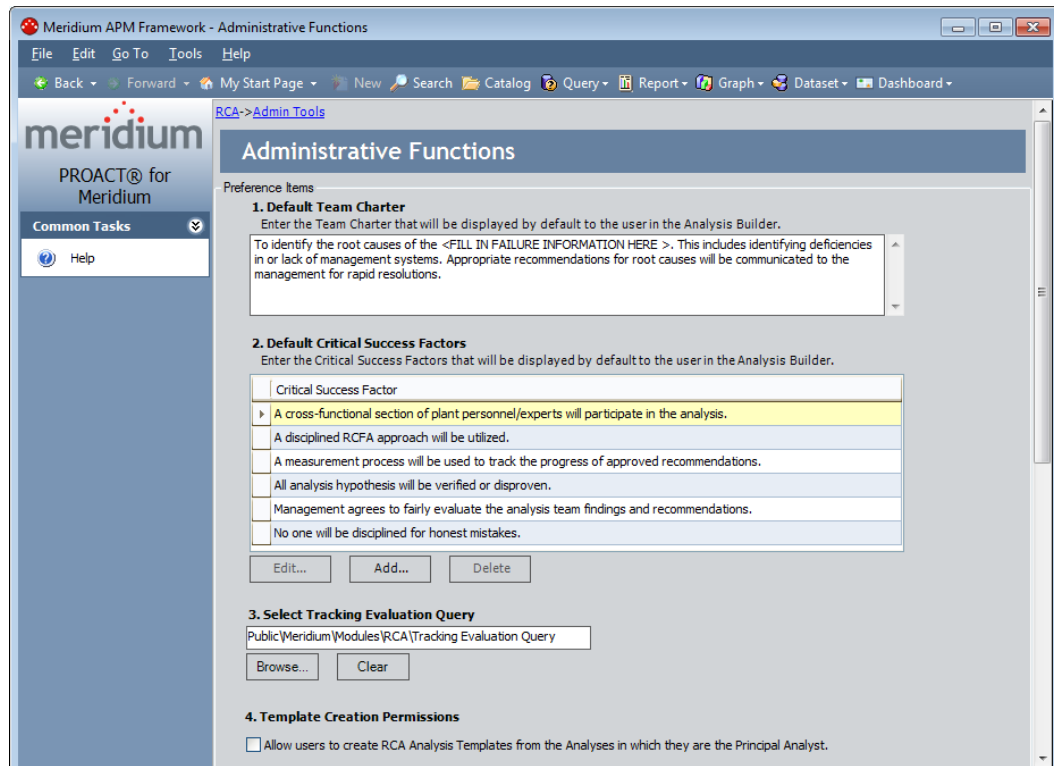 Meridium APM Framework - Administrative Functions
File Edit Go To Tools Help
Back Forward My Start Page New Search Catalog Query Report Graph Dataset Dashboard
meridium
PROACT® for
Meridium
Common Tasks
Help
RCA->Admin Tools
Administrative Functions
Preference Items
1. Default Team Charter
Enter the Team Charter that will be displayed by default to the user in the Analysis Builder.
To identify the root causes of the <FILL IN FAILURE INFORMATION HERE >. This includes identifying deficiencies
in or lack of management systems. Appropriate recommendations for root causes will be communicated to the
management for rapid resolutions.
2. Default Critical Success Factors
Enter the Critical Success Factors that will be displayed by default to the user in the Analysis Builder.
Critical Success Factor
A cross-functional section of plant personnel/experts will participate in the analysis.
A disciplined RCFA approach will be utilized.
A measurement process will be used to track the progress of approved recommendations.
All analysis hypothesis will be verified or disproven.
Management agrees to fairly evaluate the analysis team findings and recommendations.
No one will be disciplined for honest mistakes.
Edit... Add... Delete
3. Select Tracking Evaluation Query
Public\Meridium\Modules\RCA\Tracking Evaluation Query
Browse... Clear
4. Template Creation Permissions
Allow users to create RCA Analysis Templates from the Analyses in which they are the Principal Analyst.